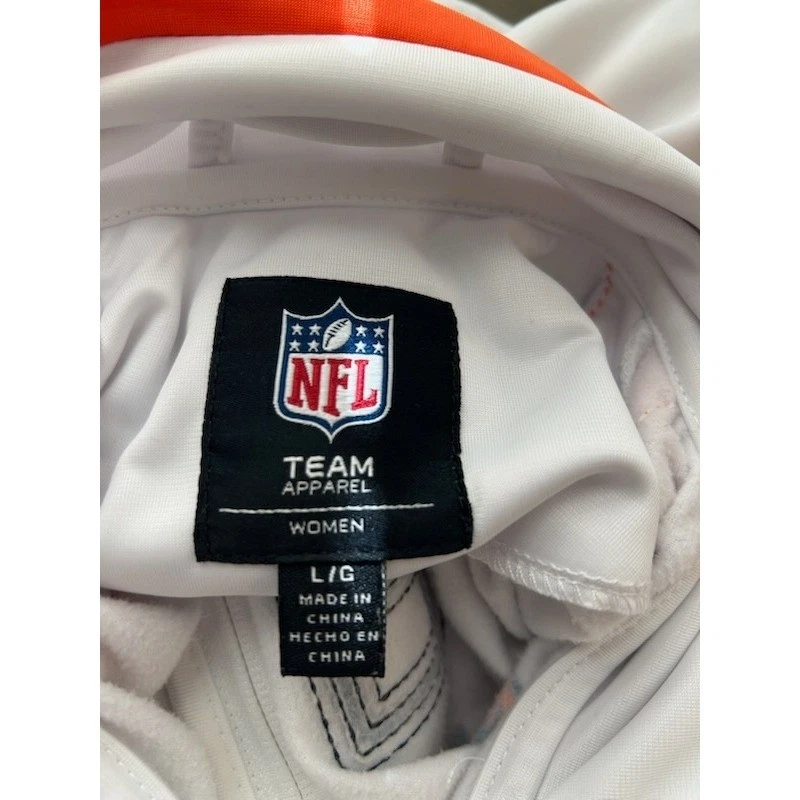 NFL
TEAM
APPAREL
WOMEN
L/G
MADE IN
CHINA
HECHO EN
CHINA